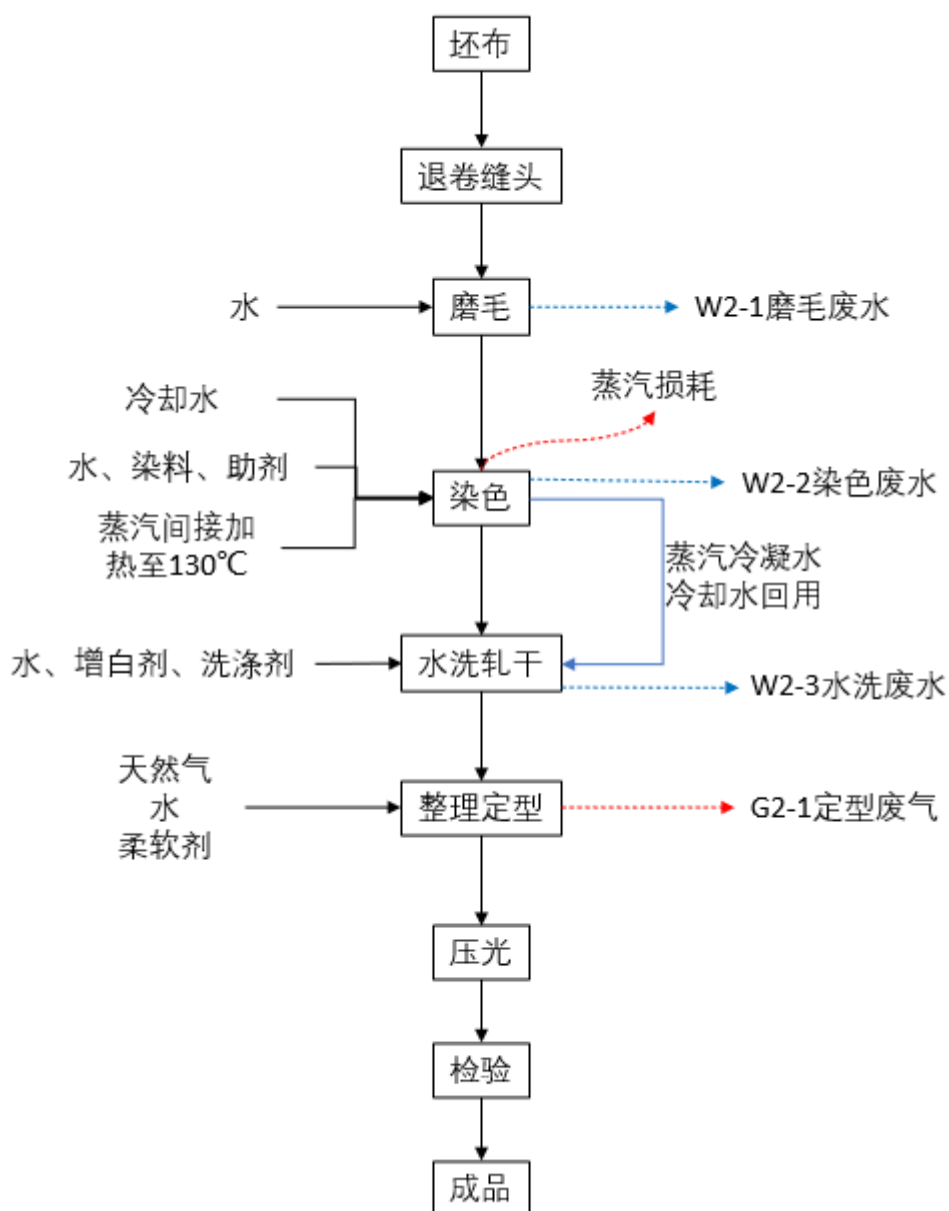 坯布
退卷缝头
水
磨毛
W2-1磨毛废水
蒸汽损耗
冷却水
水、染料、助剂
蒸汽间接加
热至130℃
染色
W2-2染色废水
蒸汽冷凝水
冷却水回用
水、增白剂、洗涤剂
水洗轧干
W2-3水洗废水
天然气
水
柔软剂
整理定型
G2-1定型废气
压光
检验
成品